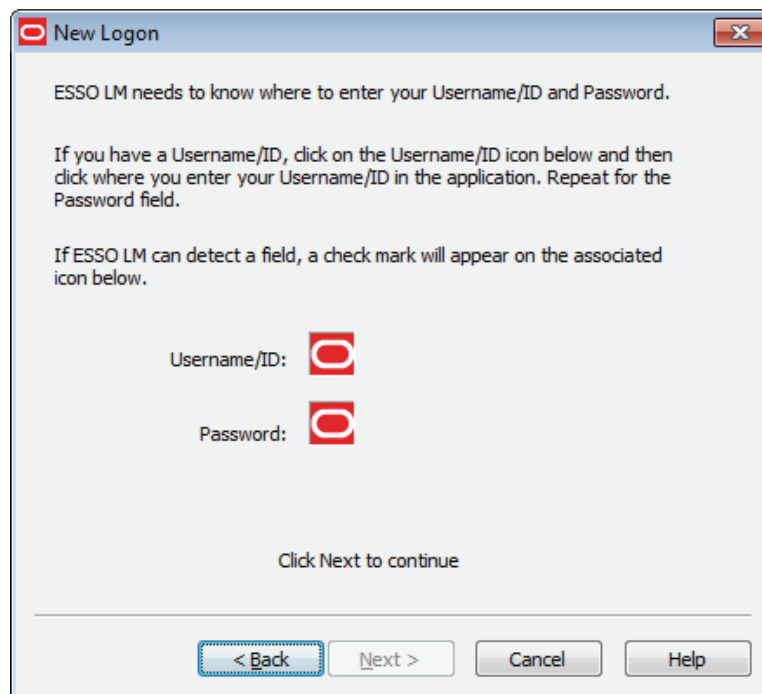 New Logon
ESSO LM needs to know where to enter your Username/ID and Password.
If you have a Username/ID, click on the Username/ID icon below and then
click where you enter your Username/ID in the application. Repeat for the
Password field.
If ESSO LM can detect a field, a check mark will appear on the associated
icon below.
Username/ID:
Password:
Click Next to continue
< Back Next > Cancel Help